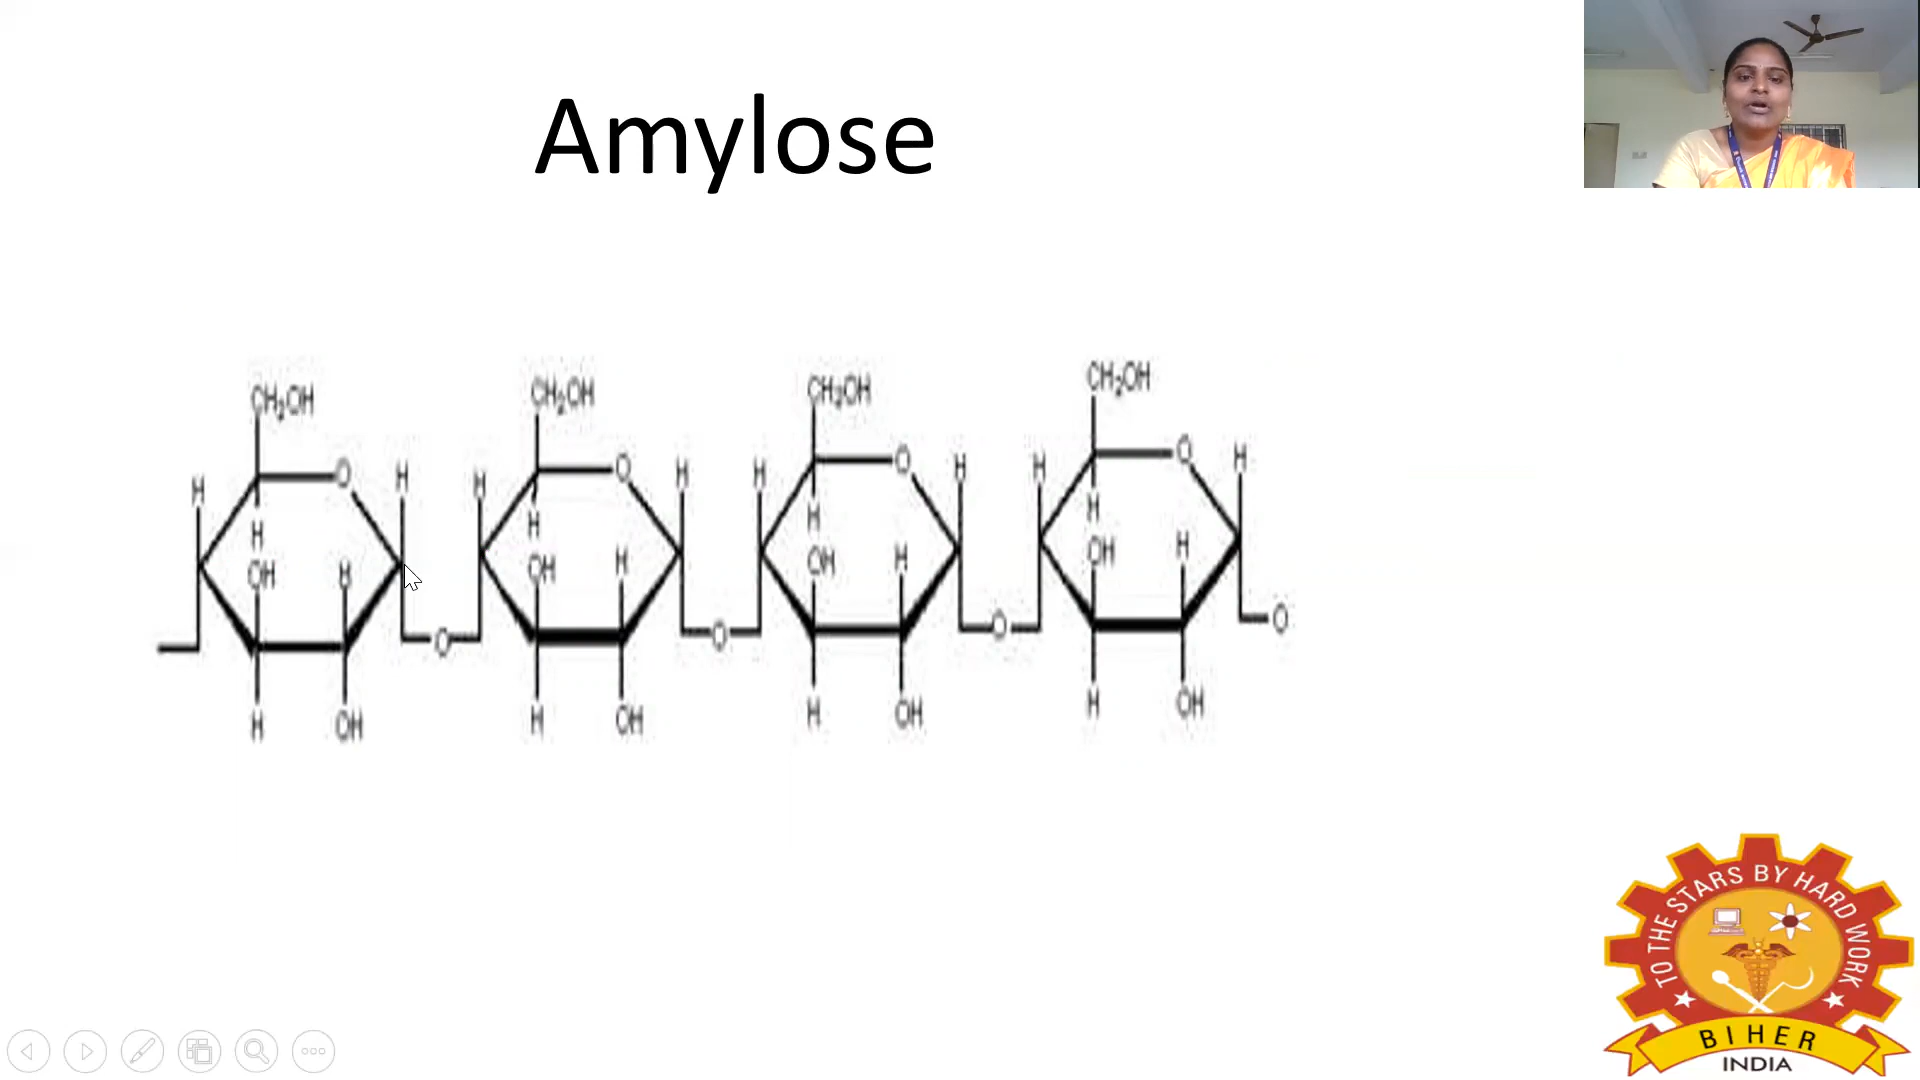 Amylose
CH₂OH CH₂OH CH₂OH CH₂OH
H O H H O H H O H H O H
H H H H
OH H OH H OH H OH H
O O O O
H OH H OH H OH H OH
TO THE STARS BY HARD WORK
BIHER
INDIA